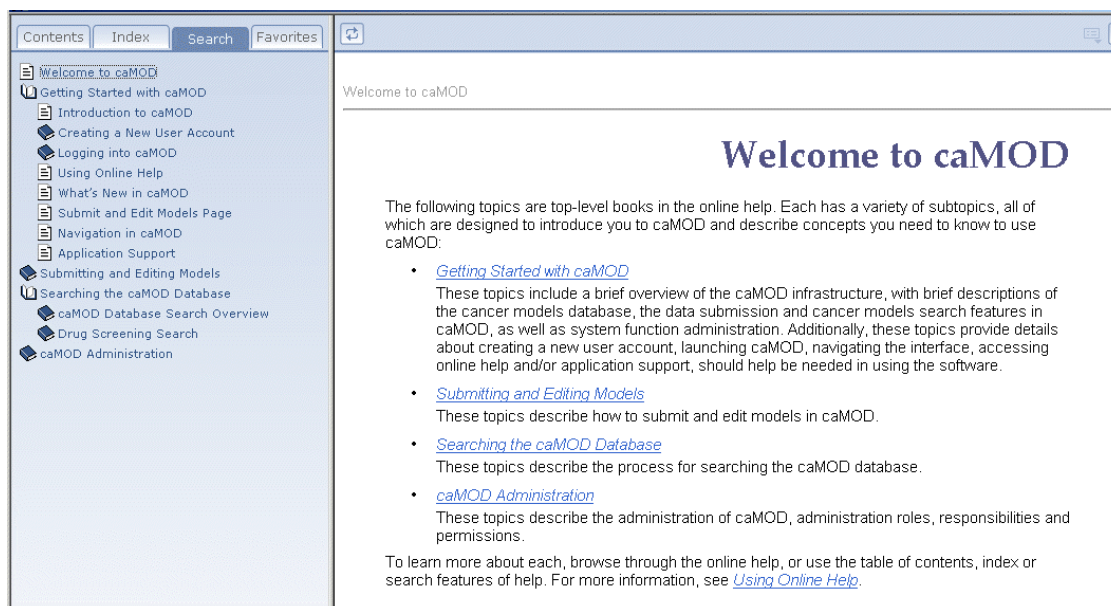 Contents Index Search Favorites
Welcome to caMOD
Getting Started with caMOD
Introduction to caMOD
Creating a New User Account
Logging into caMOD
Using Online Help
What's New in caMOD
Submit and Edit Models Page
Navigation in caMOD
Application Support
Submitting and Editing Models
Searching the caMOD Database
caMOD Database Search Overview
Drug Screening Search
caMOD Administration
Welcome to caMOD
Welcome to caMOD
The following topics are top-level books in the online help. Each has a variety of subtopics, all of
which are designed to introduce you to caMOD and describe concepts you need to know to use
caMOD:
• Getting Started with caMOD
These topics include a brief overview of the caMOD infrastructure, with brief descriptions of
the cancer models database, the data submission and cancer models search features in
caMOD, as well as system function administration. Additionally, these topics provide details
about creating a new user account, launching caMOD, navigating the interface, accessing
online help and/or application support, should help be needed in using the software.
• Submitting and Editing Models
These topics describe how to submit and edit models in caMOD.
• Searching the caMOD Database
These topics describe the process for searching the caMOD database.
• caMOD Administration
These topics describe the administration of caMOD, administration roles, responsibilities and
permissions.
To learn more about each, browse through the online help, or use the table of contents, index or
search features of help. For more information, see Using Online Help.